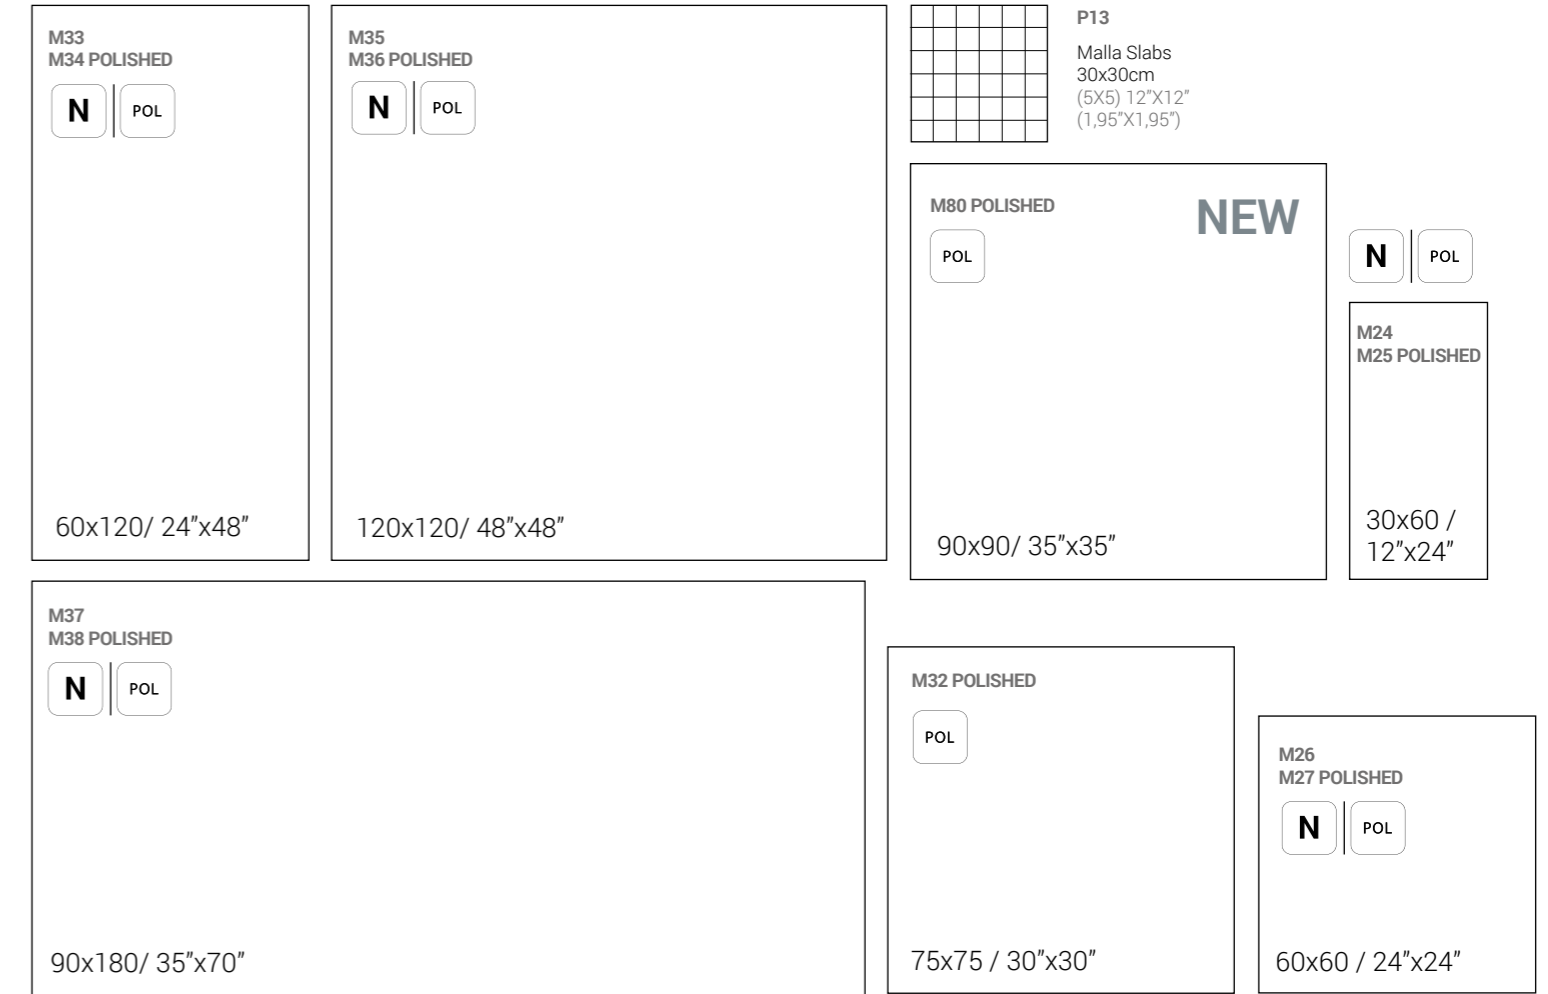 M33
M34 POLISHED
N POL
60x120/ 24”x48”
M35
M36 POLISHED
N POL
120x120/ 48”x48”
P13
Malla Slabs
30x30cm
(5X5) 12”X12”
(1,95”X1,95”)
M80 POLISHED
NEW
POL
90x90/ 35”x35”
N POL
M24
M25 POLISHED
30x60 /
12”x24”
M37
M38 POLISHED
N POL
90x180/ 35”x70”
M32 POLISHED
POL
75x75 / 30”x30”
M26
M27 POLISHED
N POL
60x60 / 24”x24”